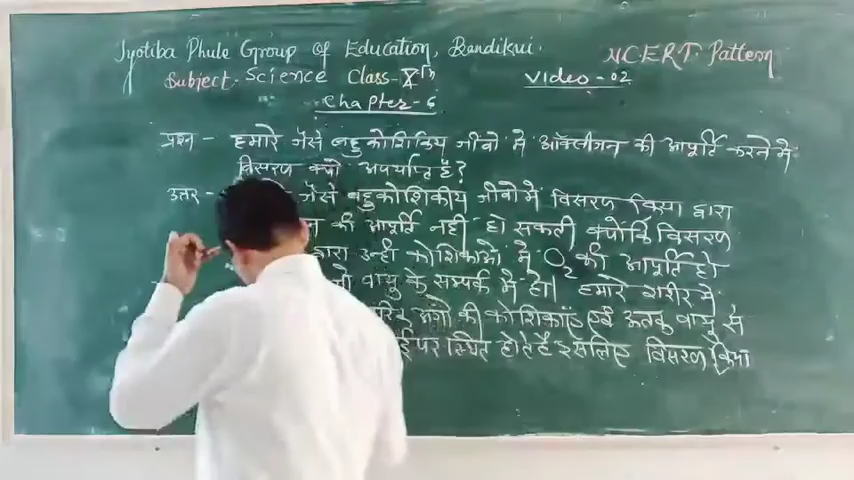 Jyotiba Phule Group of Education, Bandikui.
NCERT Pattern
Subject - Science Class - Xth
Video - 02
Chapter - 6
प्रश्न - हमारे जैसे बहुकोशिकिय जीवों मे ऑक्सीजन की आपूर्ति करने मे
विसरण क्यों अपर्याप्त है?
उत्तर - जैसे बहुकोशिकीय जीवों में विसरण क्रिया द्वारा
की आपूर्ति नही हो सकती क्योंकि विसरण
द्वारा उन्ही कोशिकाओ मे O2 की आपूर्ति हो
जो वायु के सम्पर्क मे हो। हमारे शरीर मे
अंगो की कोशिकाएं एवं ऊतक वायु से
पर स्थित होते है इसलिए विसरण क्रिया